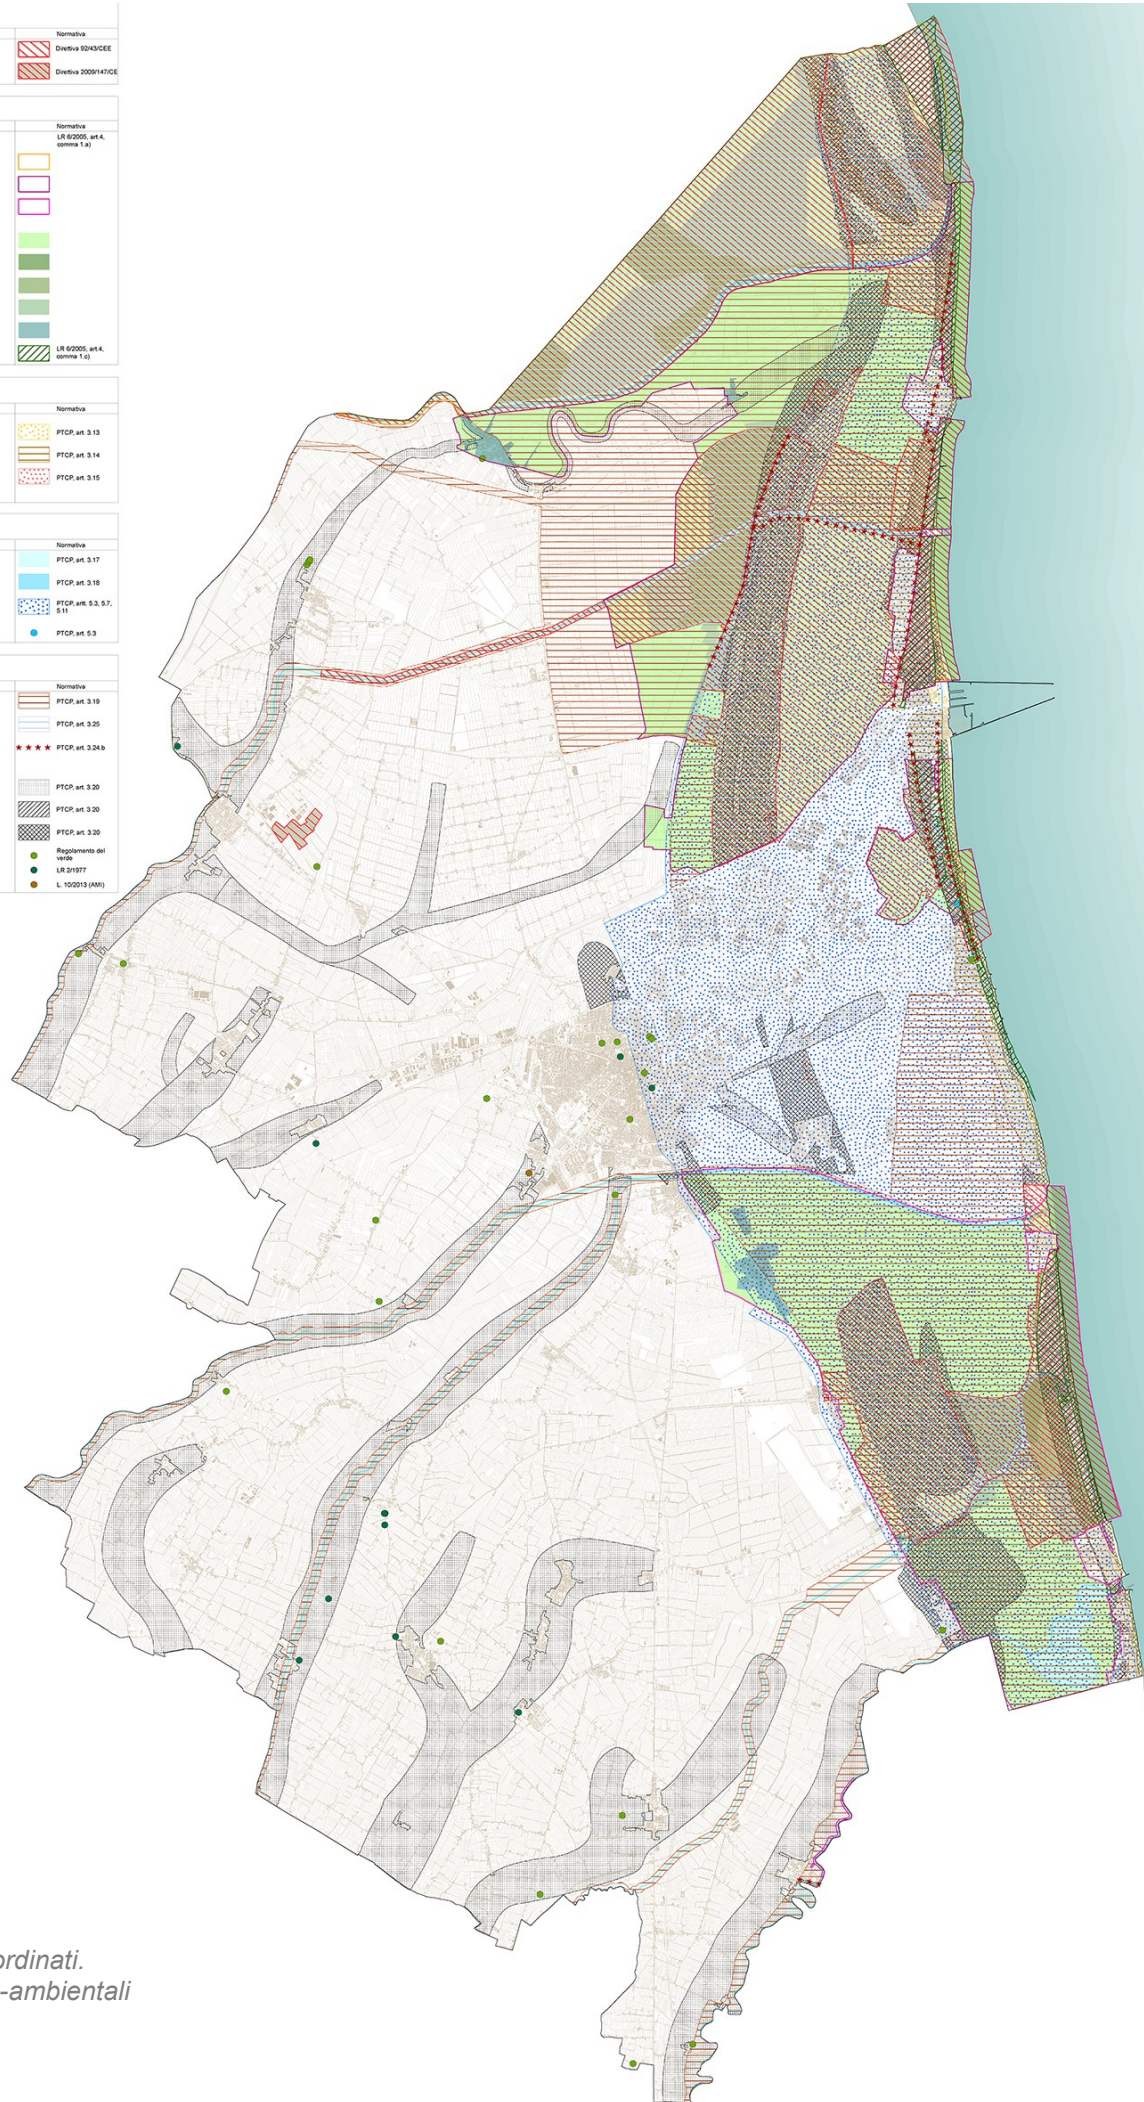 Normativa
Direttiva 92/43/CEE
Direttiva 2009/147/CE
Normativa
LR 6/2005, art.4,
comma 1.a)
LR 6/2005, art.4,
comma 1.c)
Normativa
PTCP, art. 3.13
PTCP, art. 3.14
PTCP, art. 3.15
Normativa
PTCP, art. 3.17
PTCP, art. 3.18
PTCP, artt. 5.3, 5.7,
5.11
PTCP, art. 5.3
Normativa
PTCP, art. 3.19
PTCP, art. 3.25
PTCP, art. 3.24.b
PTCP, art. 3.20
PTCP, art. 3.20
PTCP, art. 3.20
Regolamento del
verde
LR 2/1977
L. 10/2013 (AMI)
ordinati.
-ambientali